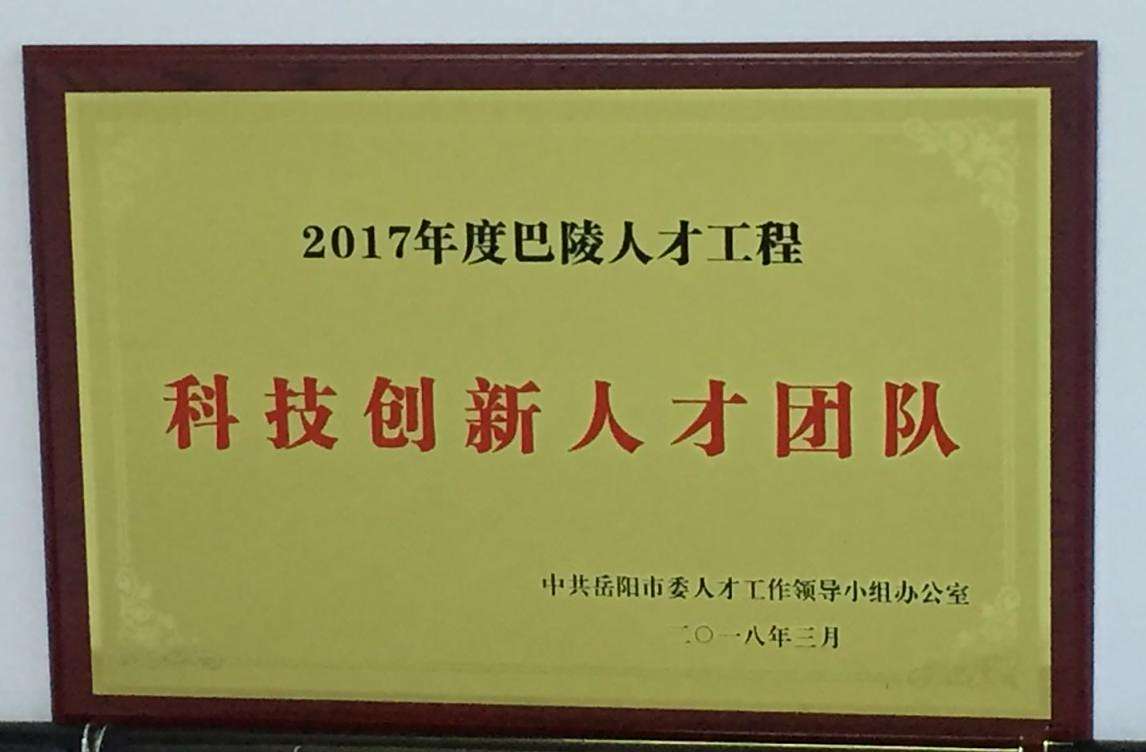 2017年度巴陵人才工程
科技创新人才团队
中共岳阳市委人才工作领导小组办公室
二〇一八年三月